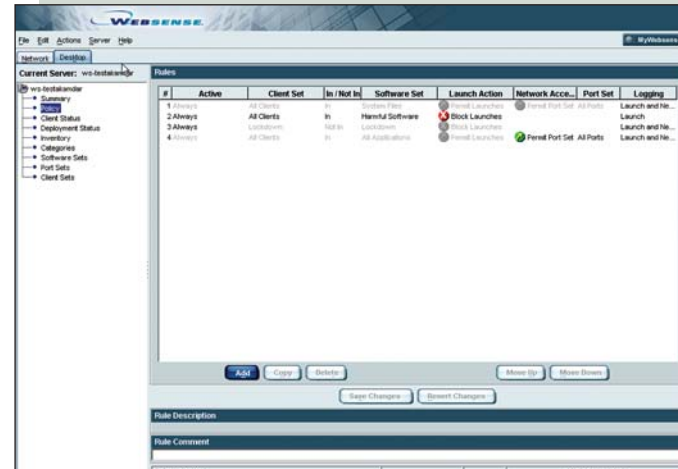 WEBSENSE.
File Edit Actions Server Help
MyWebsense
Network Desktop
Current Server: ws-testakandar
Rules
ws-testakandar
Summary
Policy
Client Status
Deployment Status
Inventory
Categories
Software Sets
Port Sets
Client Sets
# Active Client Set In / Not In Software Set Launch Action Network Acce... Port Set Logging
1 Always All Clients In System Files Permit Launches Permit Port Set All Ports Launch and Ne...
2 Always All Clients In Harmful Software Block Launches Launch
3 Always Lockdown Not In Lockdown Block Launches Launch and Ne...
4 Always All Clients In All Applications Permit Launches Permit Port Set All Ports Launch and Ne...
Add Copy Delete Move Up Move Down
Save Changes Revert Changes
Rule Description
Rule Comment